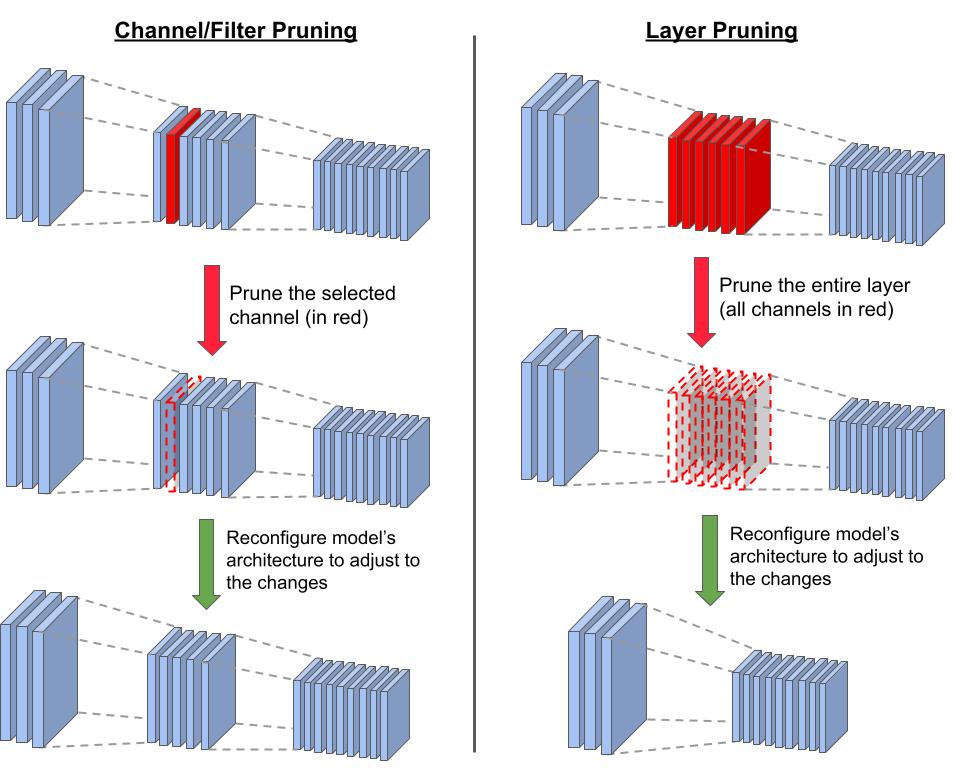 Channel/Filter Pruning
Prune the selected
channel (in red)
Reconfigure model's
architecture to adjust to
the changes
Layer Pruning
Prune the entire layer
(all channels in red)
Reconfigure model's
architecture to adjust to
the changes